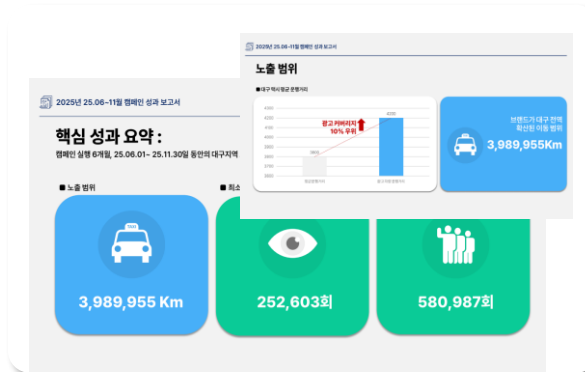 2025년 25.06-11월 캠페인 성과 보고서
노출 범위
■ 대구 택시 평균 운행거리
광고 커버리지
10% 우위
브랜드가 대구 전역
확산된 이동 범위
3,989,955Km
2025년 25.06-11월 캠페인 성과 보고서
핵심 성과 요약 :
캠페인 실행 6개월, 25.06.01~ 25.11.30일 동안의 대구지역
■ 노출 범위
■ 최소
TAXI
3,989,955 Km
252,603회
580,987회